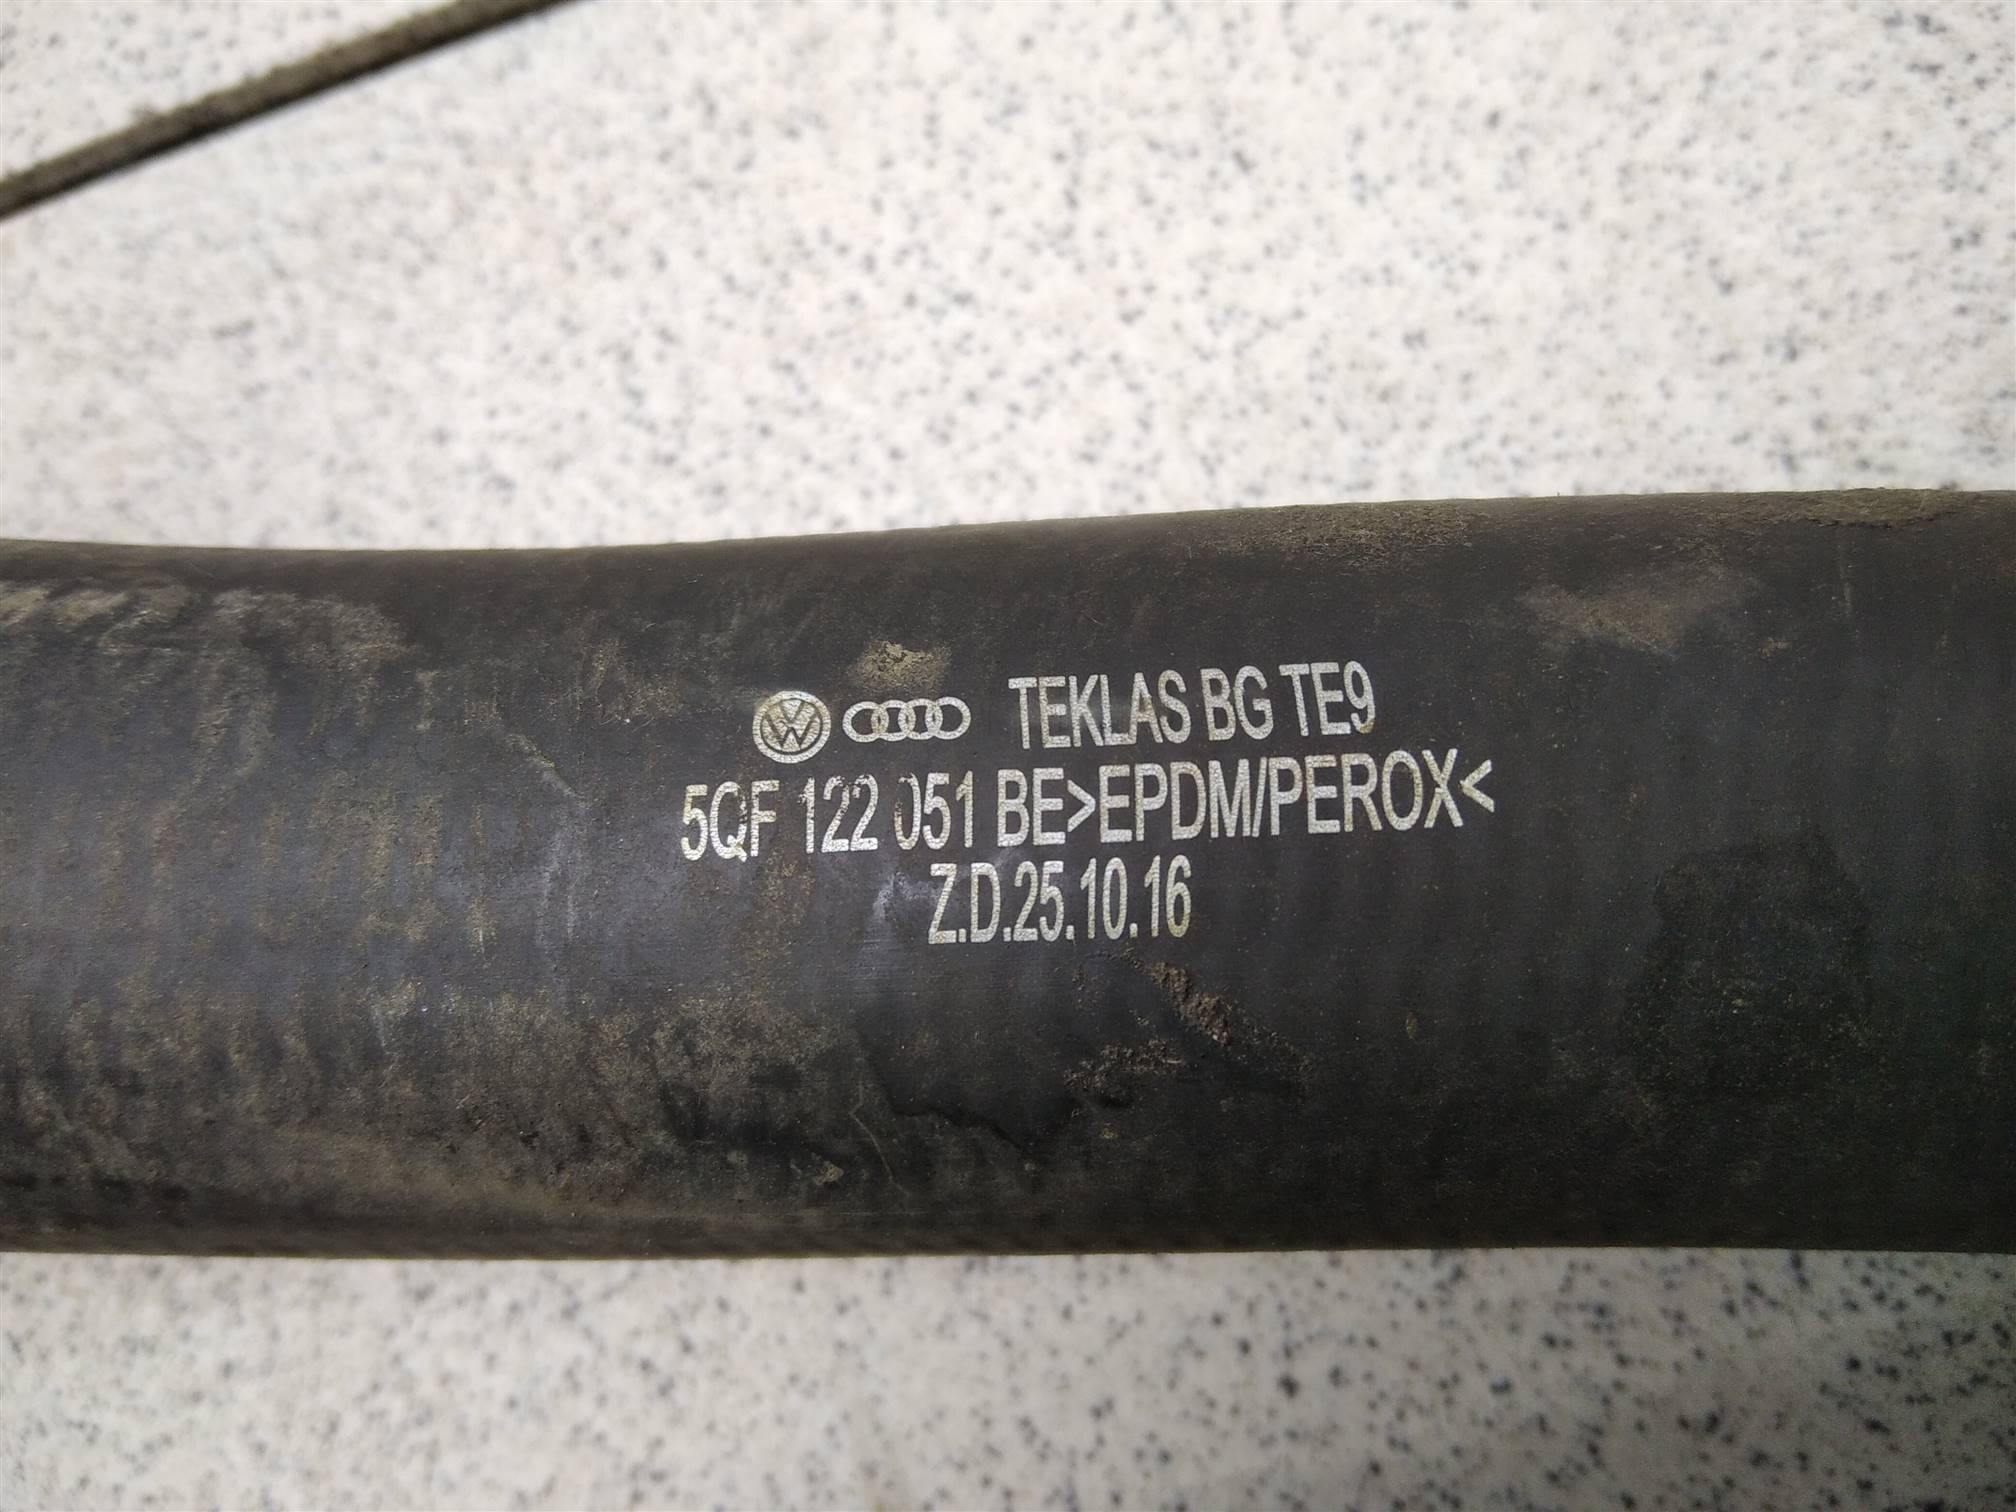 TEKLAS BG TE9
5QF 122 051 BE>EPDM/PEROX<
Z.D.25.10.16